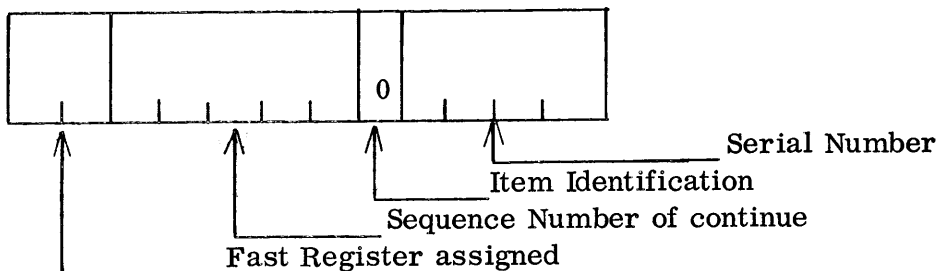 0
Serial Number
Item Identification
Sequence Number of continue
Fast Register assigned